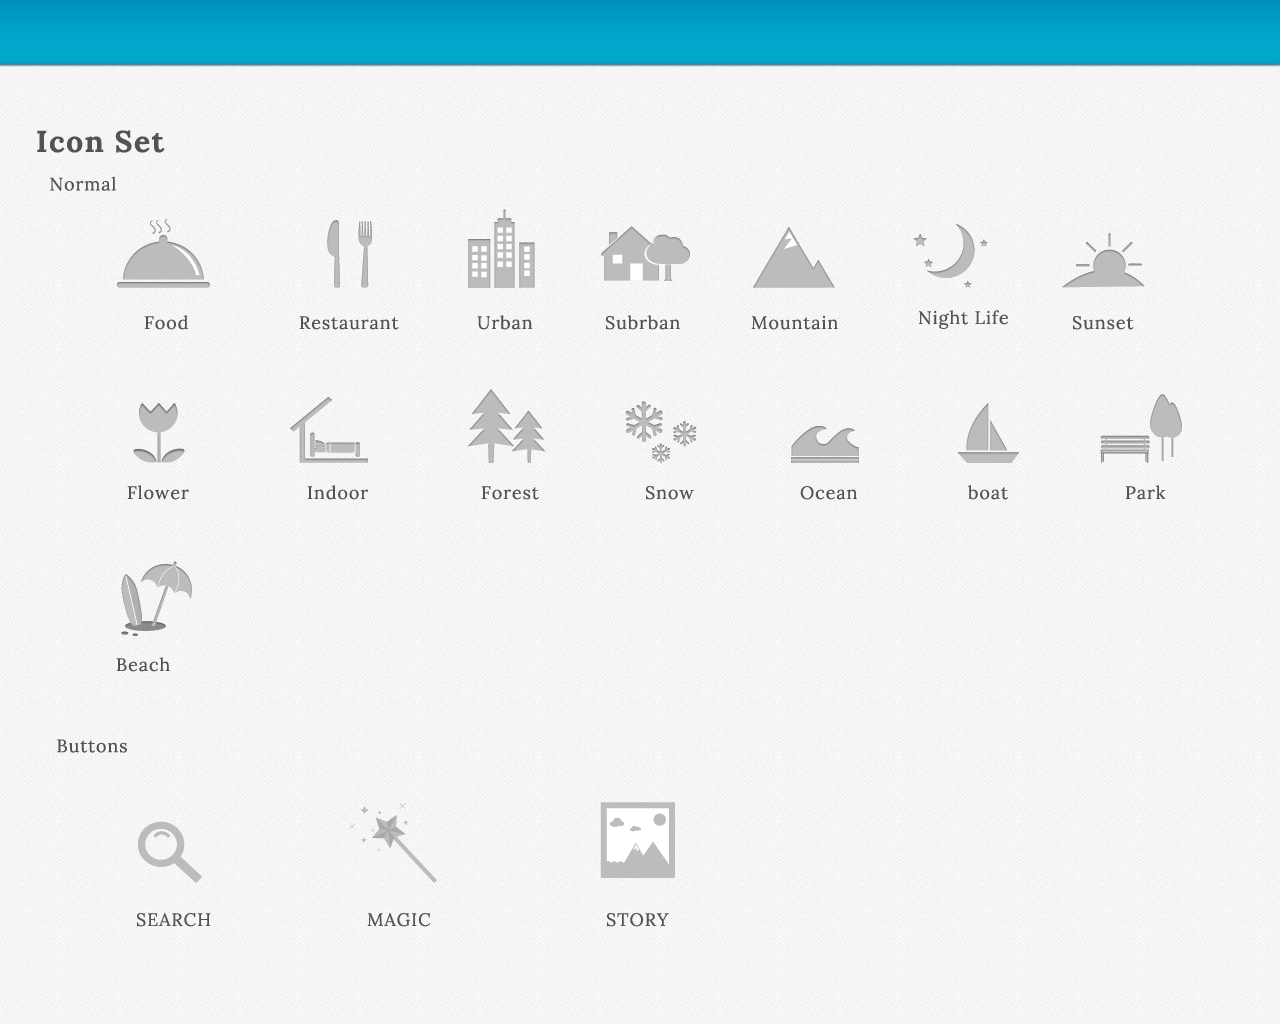 Icon Set
Normal
Food Restaurant Urban Subrban Mountain Night Life Sunset
Flower Indoor Forest Snow Ocean boat Park
Beach
Buttons
SEARCH MAGIC STORY